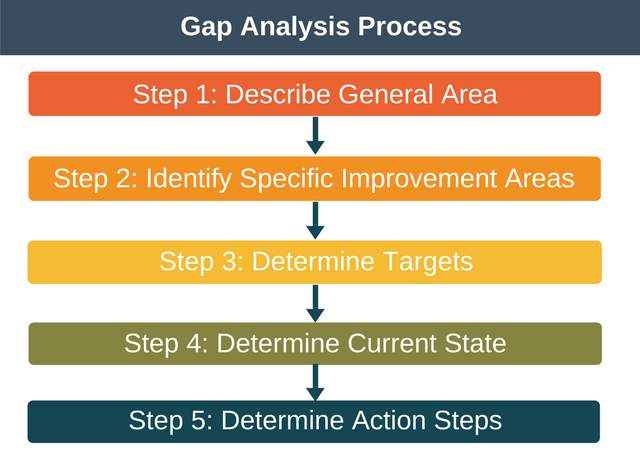 Gap Analysis Process
Step 1: Describe General Area
Step 2: Identify Specific Improvement Areas
Step 3: Determine Targets
Step 4: Determine Current State
Step 5: Determine Action Steps